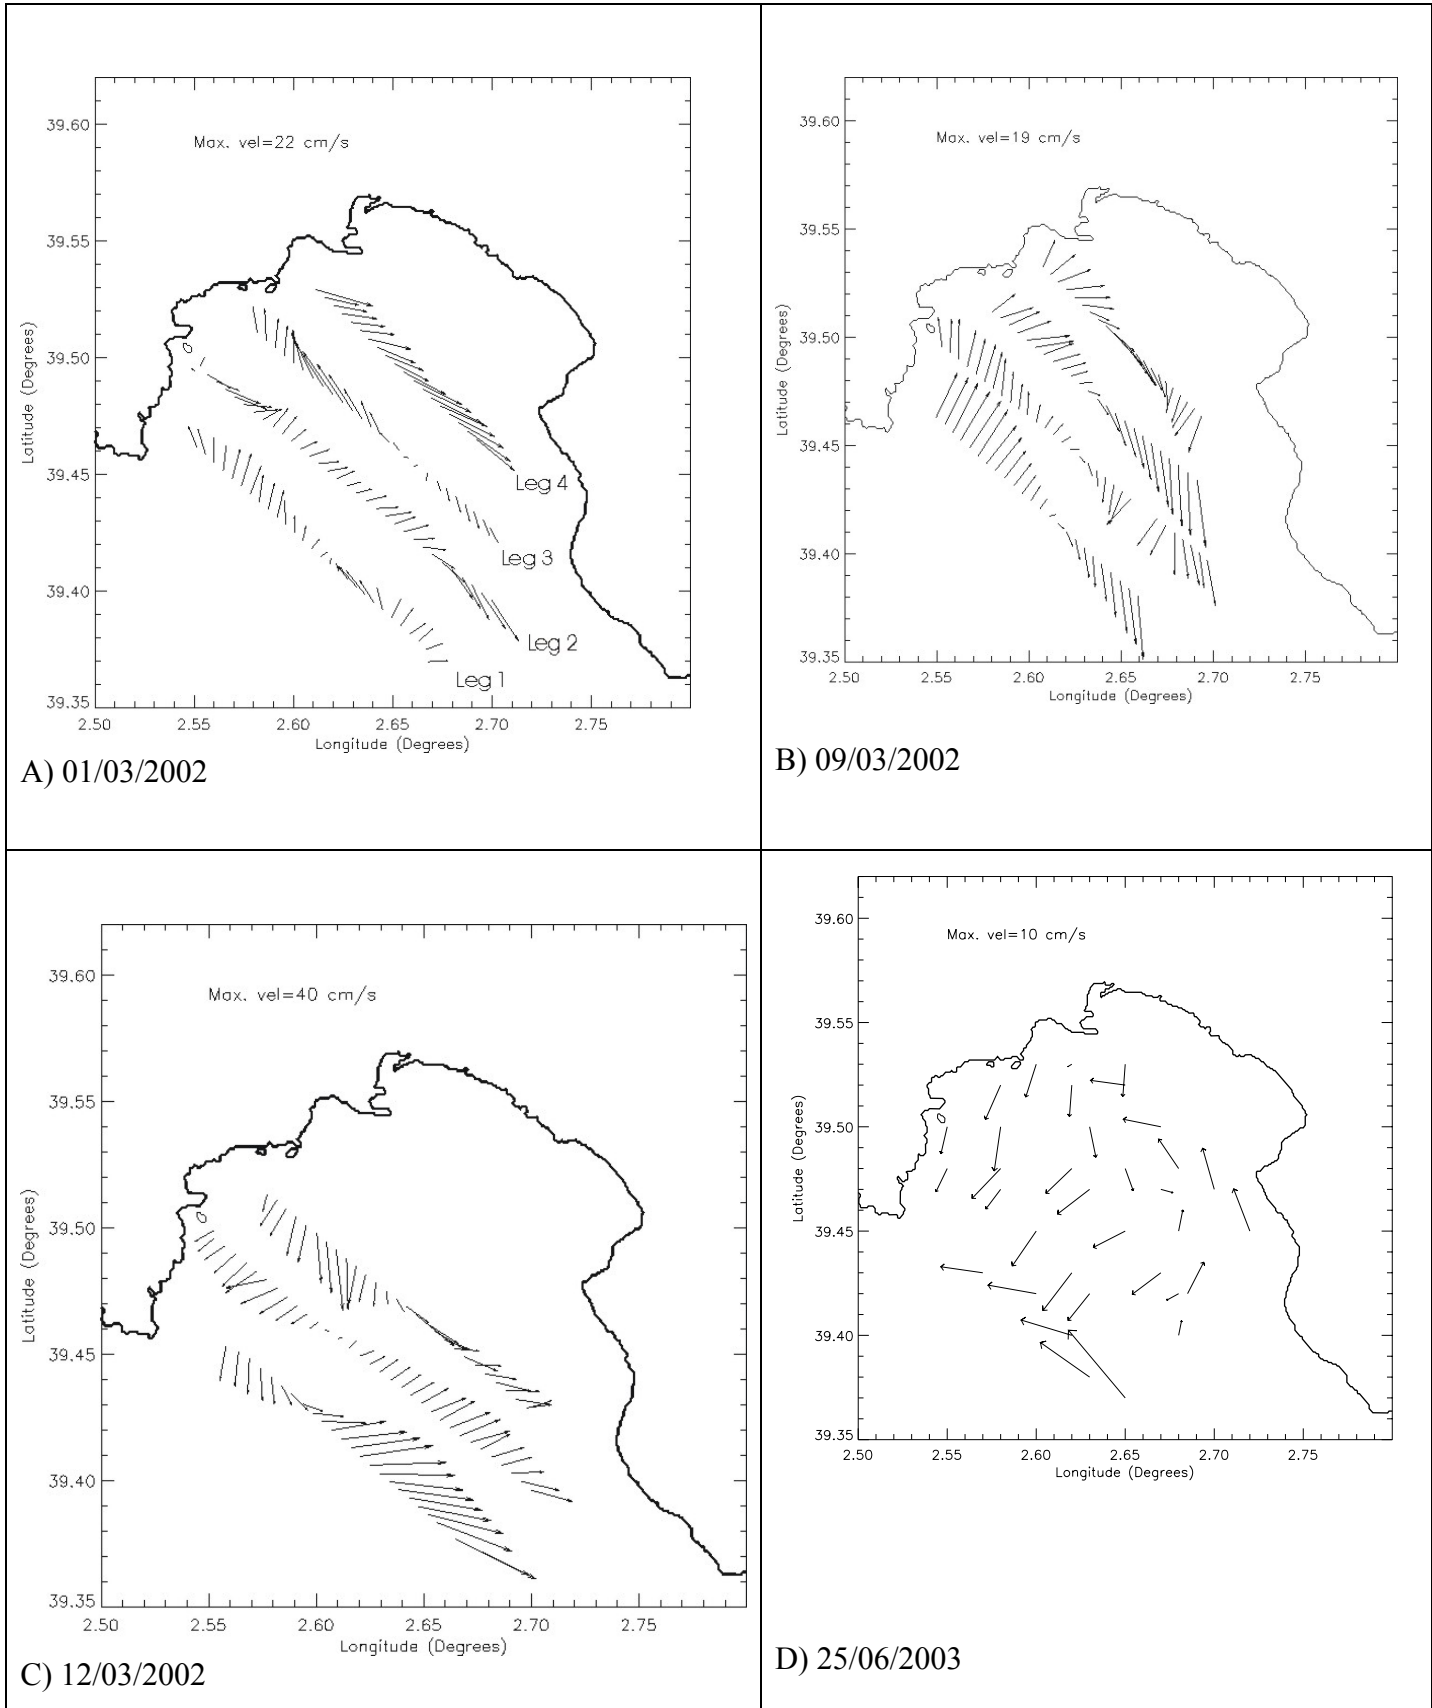 Max. vel=22 cm/s
39.60
39.55
39.50
39.45
39.40
39.35
Latitude (Degrees)
Leg 4
Leg 3
Leg 2
Leg 1
2.50 2.55 2.60 2.65 2.70 2.75
Longitude (Degrees)
A) 01/03/2002
Max. vel=19 cm/s
39.60
39.55
39.50
39.45
39.40
39.35
Latitude (Degrees)
2.50 2.55 2.60 2.65 2.70 2.75
Longitude (Degrees)
B) 09/03/2002
Max. vel=40 cm/s
39.60
39.55
39.50
39.45
39.40
39.35
Latitude (Degrees)
2.50 2.55 2.60 2.65 2.70 2.75
Longitude (Degrees)
C) 12/03/2002
Max. vel=10 cm/s
39.60
39.55
39.50
39.45
39.40
39.35
Latitude (Degrees)
2.50 2.55 2.60 2.65 2.70 2.75
Longitude (Degrees)
D) 25/06/2003